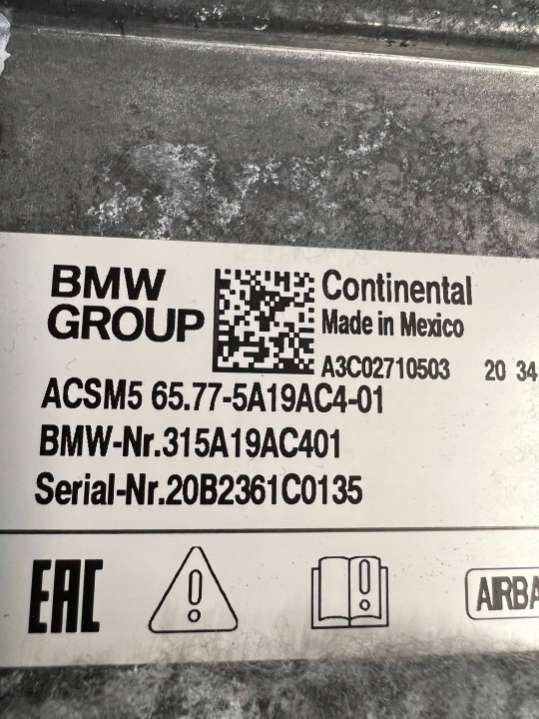 BMW
GROUP
Continental
Made in Mexico
A3C02710503 20 34
ACSM5 65.77-5A19AC4-01
BMW-Nr.315A19AC401
Serial-Nr.20B2361C0135
EAC
AIRBA